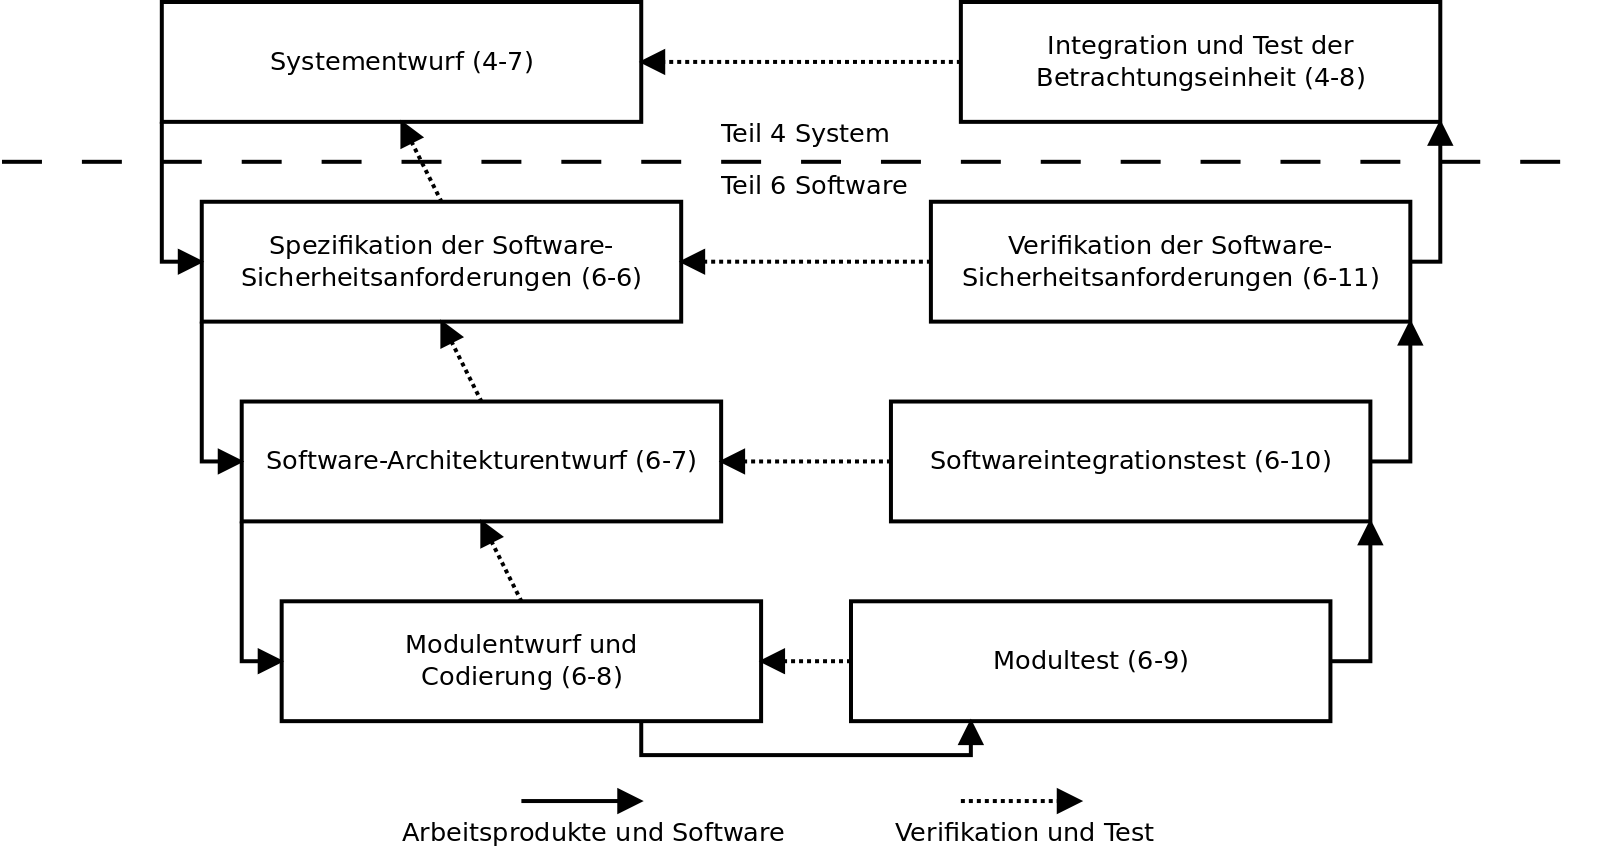 Systementwurf (4-7)
Integration und Test der
Betrachtungseinheit (4-8)
Teil 4 System
Teil 6 Software
Spezifikation der Software-
Sicherheitsanforderungen (6-6)
Verifikation der Software-
Sicherheitsanforderungen (6-11)
Software-Architekturentwurf (6-7)
Softwareintegrationstest (6-10)
Modulentwurf und
Codierung (6-8)
Modultest (6-9)
Arbeitsprodukte und Software
Verifikation und Test